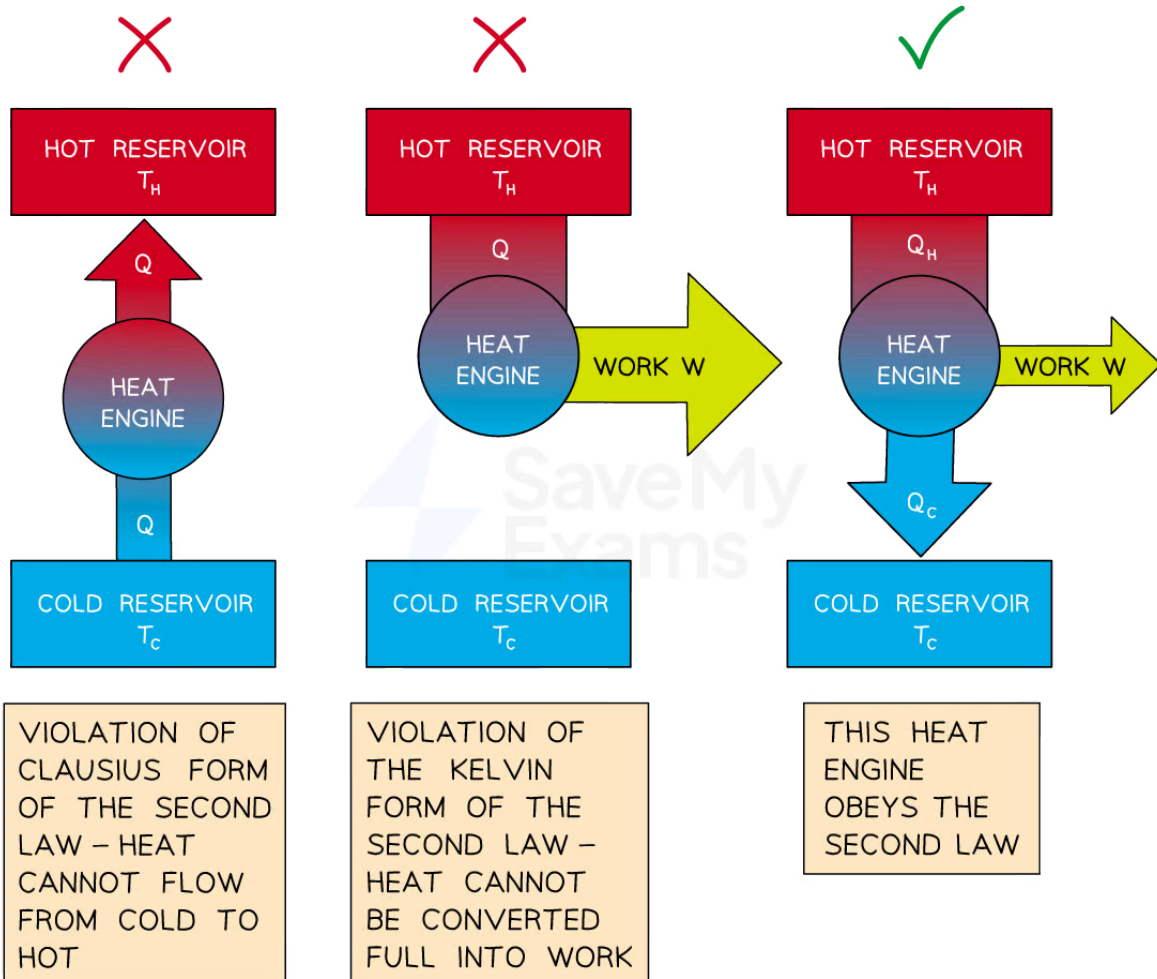 HOT RESERVOIR
T_H
Q
HEAT
ENGINE
Q
COLD RESERVOIR
T_C
VIOLATION OF
CLAUSIUS FORM
OF THE SECOND
LAW – HEAT
CANNOT FLOW
FROM COLD TO
HOT
HOT RESERVOIR
T_H
Q
HEAT
ENGINE
WORK W
COLD RESERVOIR
T_C
VIOLATION OF
THE KELVIN
FORM OF THE
SECOND LAW –
HEAT CANNOT
BE CONVERTED
FULL INTO WORK
HOT RESERVOIR
T_H
Q_H
HEAT
ENGINE
WORK W
Q_C
COLD RESERVOIR
T_C
THIS HEAT
ENGINE
OBEYS THE
SECOND LAW
SaveMy
Exams